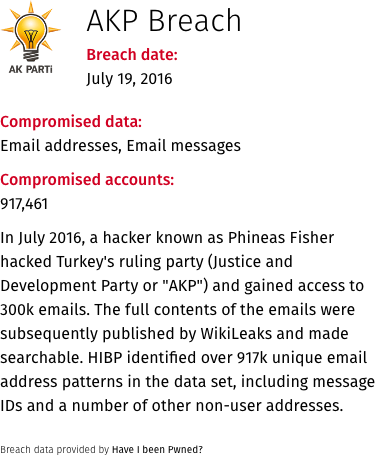 AKP Breach
Breach date:
July 19, 2016
AK PARTİ
Compromised data:
Email addresses, Email messages
Compromised accounts:
917,461
In July 2016, a hacker known as Phineas Fisher
hacked Turkey's ruling party (Justice and
Development Party or "AKP") and gained access to
300k emails. The full contents of the emails were
subsequently published by WikiLeaks and made
searchable. HIBP identified over 917k unique email
address patterns in the data set, including message
IDs and a number of other non-user addresses.
Breach data provided by Have I been Pwned?